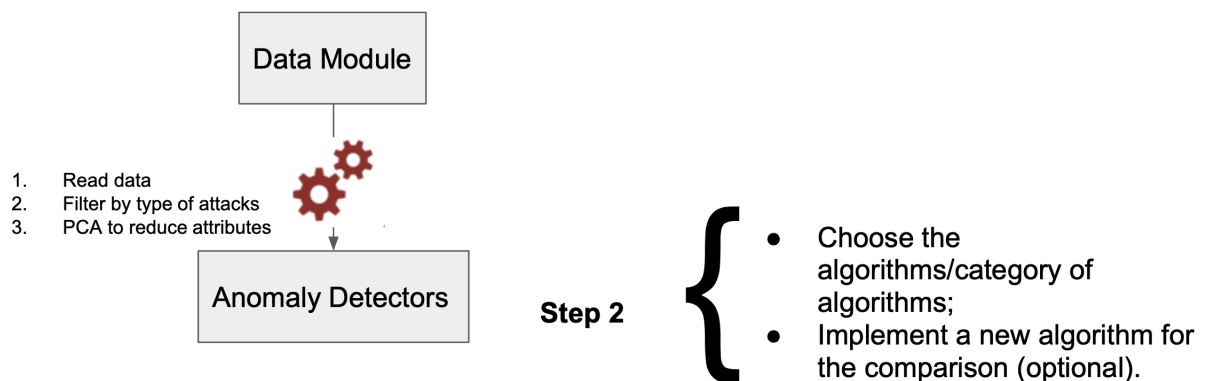 Data Module
1. Read data
2. Filter by type of attacks
3. PCA to reduce attributes
Anomaly Detectors
Step 2
● Choose the
algorithms/category of
algorithms;
● Implement a new algorithm for
the comparison (optional).